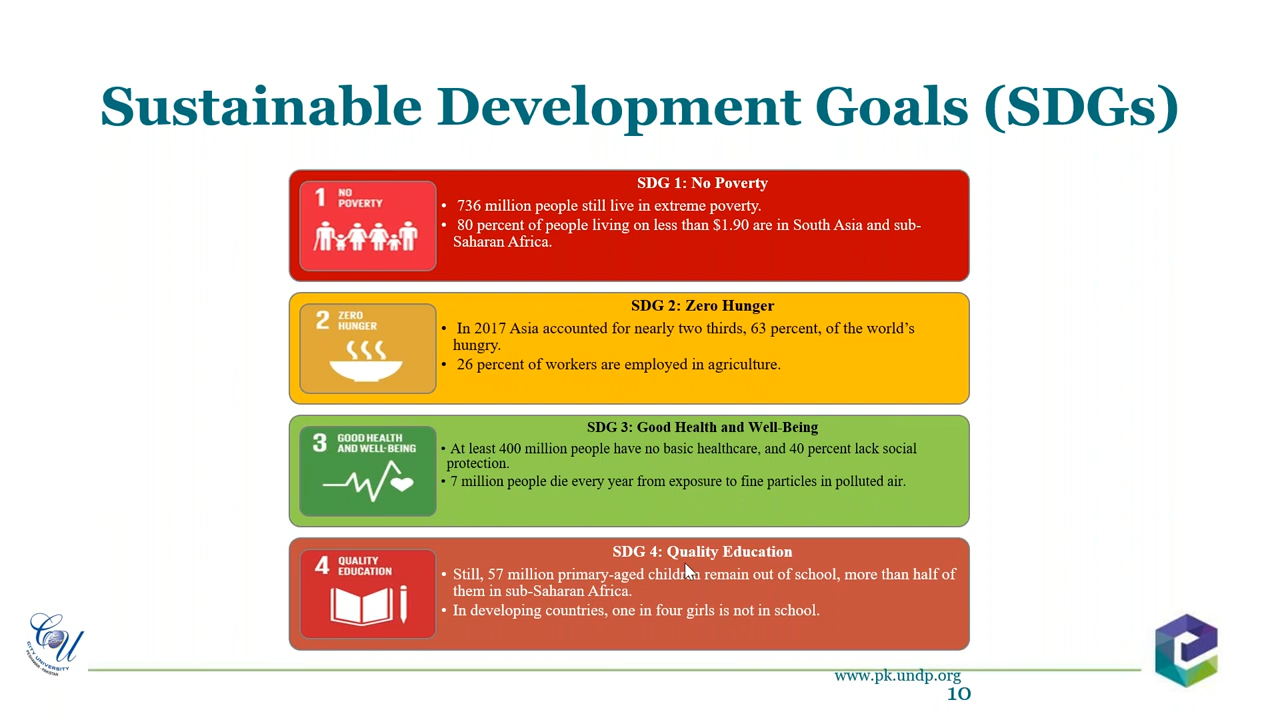 Sustainable Development Goals (SDGs)
1 NO
POVERTY
SDG 1: No Poverty
• 736 million people still live in extreme poverty.
• 80 percent of people living on less than $1.90 are in South Asia and sub-
Saharan Africa.
2 ZERO
HUNGER
SDG 2: Zero Hunger
• In 2017 Asia accounted for nearly two thirds, 63 percent, of the world's
hungry.
• 26 percent of workers are employed in agriculture.
3 GOOD HEALTH
AND WELL-BEING
SDG 3: Good Health and Well-Being
• At least 400 million people have no basic healthcare, and 40 percent lack social
protection.
• 7 million people die every year from exposure to fine particles in polluted air.
4 QUALITY
EDUCATION
SDG 4: Quality Education
• Still, 57 million primary-aged children remain out of school, more than half of
them in sub-Saharan Africa.
• In developing countries, one in four girls is not in school.
CU
CITY UNIVERSITY
www.pk.undp.org
10